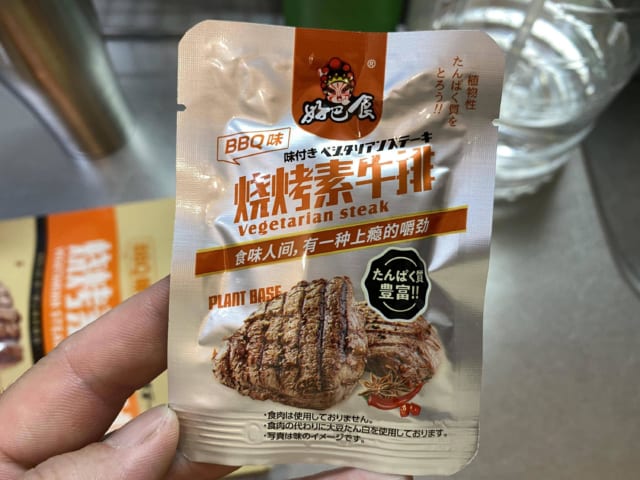 好巴食
®
植物性
たんぱく質を
とろう!!
BBQ味
味付き ベジタリアンステーキ
烧烤素牛排
Vegetarian steak
食味人间,有一种上瘾的嚼劲
PLANT BASE
たんぱく質
豊富!!
・食肉は使用しておりません。
・食肉の代わりに大豆たん白を使用しております。
・写真は味のイメージです。